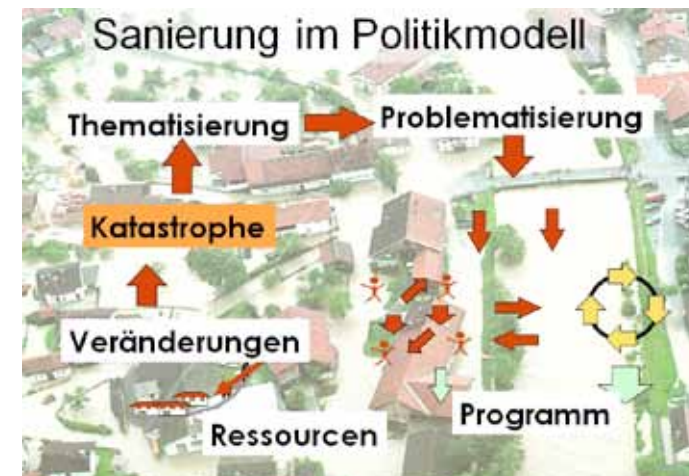 Sanierung im Politikmodell
Thematisierung
Problematisierung
Katastrophe
Veränderungen
Ressourcen
Programm